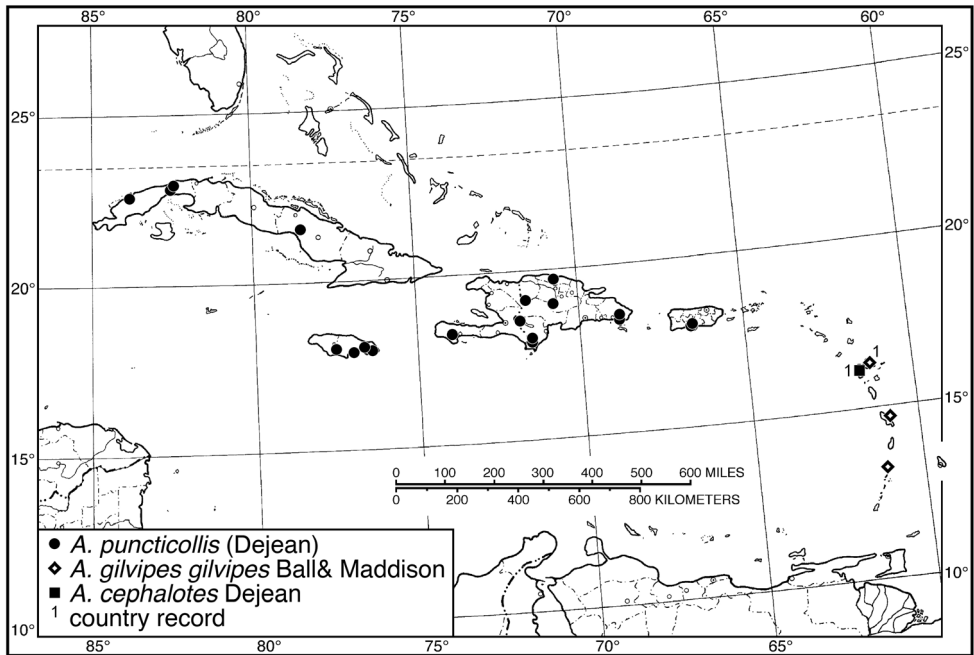 85° 80° 75° 70° 65° 60°
25°
25°
20°
20°
1
1
15°
15°
0 100 200 300 400 500 600 MILES
0 200 400 600 800 KILOMETERS
A. puncticollis (Dejean)
A. gilvipes gilvipes Ball& Maddison
A. cephalotes Dejean
1 country record
10°
10°
85° 80° 75° 70° 65°